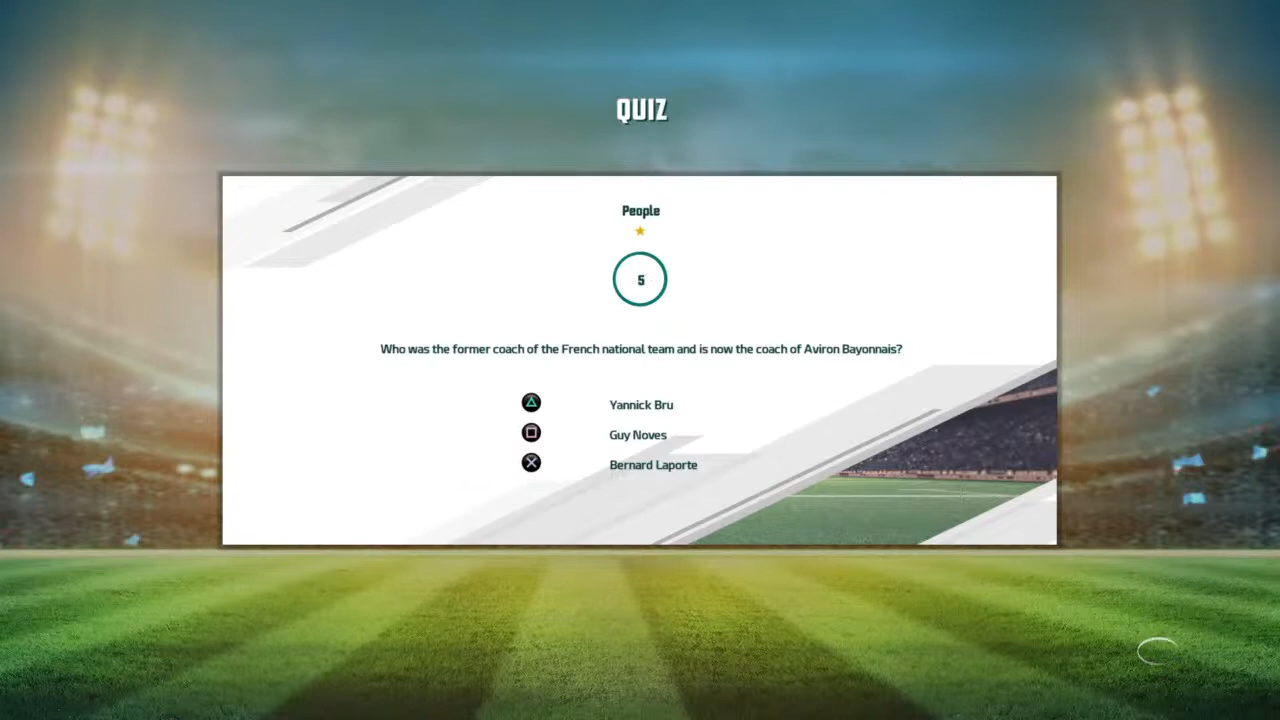 QUIZ
People
5
Who was the former coach of the French national team and is now the coach of Aviron Bayonnais?
Yannick Bru
Guy Noves
Bernard Laporte